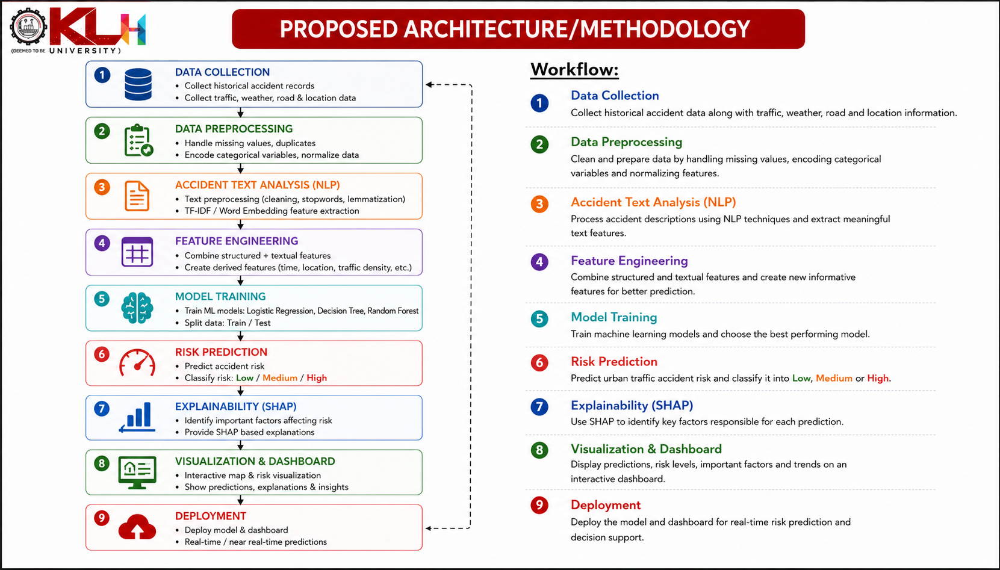 KLH
(DEEMED TO BE UNIVERSITY)
PROPOSED ARCHITECTURE/METHODOLOGY
1
DATA COLLECTION
• Collect historical accident records
• Collect traffic, weather, road & location data
2
DATA PREPROCESSING
• Handle missing values, duplicates
• Encode categorical variables, normalize data
3
ACCIDENT TEXT ANALYSIS (NLP)
• Text preprocessing (cleaning, stopwords, lemmatization)
• TF-IDF / Word Embedding feature extraction
4
FEATURE ENGINEERING
• Combine structured + textual features
• Create derived features (time, location, traffic density, etc.)
5
MODEL TRAINING
• Train ML models: Logistic Regression, Decision Tree, Random Forest
• Split data: Train / Test
6
RISK PREDICTION
• Predict accident risk
• Classify risk: Low / Medium / High
7
EXPLAINABILITY (SHAP)
• Identify important factors affecting risk
• Provide SHAP based explanations
8
VISUALIZATION & DASHBOARD
• Interactive map & risk visualization
• Show predictions, explanations & insights
9
DEPLOYMENT
• Deploy model & dashboard
• Real-time / near real-time predictions
Workflow:
1
Data Collection
Collect historical accident data along with traffic, weather, road and location information.
2
Data Preprocessing
Clean and prepare data by handling missing values, encoding categorical
variables and normalizing features.
3
Accident Text Analysis (NLP)
Process accident descriptions using NLP techniques and extract meaningful
text features.
4
Feature Engineering
Combine structured and textual features and create new informative
features for better prediction.
5
Model Training
Train machine learning models and choose the best performing model.
6
Risk Prediction
Predict urban traffic accident risk and classify it into Low, Medium or High.
7
Explainability (SHAP)
Use SHAP to identify key factors responsible for each prediction.
8
Visualization & Dashboard
Display predictions, risk levels, important factors and trends on an
interactive dashboard.
9
Deployment
Deploy the model and dashboard for real-time risk prediction and
decision support.